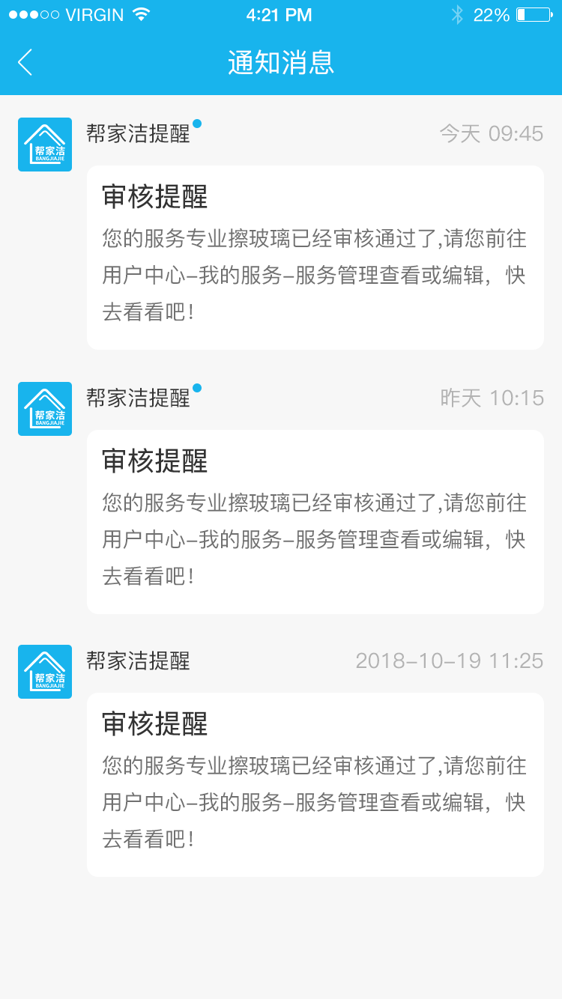 VIRGIN 4:21 PM 22%
通知消息
帮家洁
BANGJIAJIE
帮家洁提醒 今天 09:45
审核提醒
您的服务专业擦玻璃已经审核通过了,请您前往
用户中心-我的服务-服务管理查看或编辑，快
去看看吧！
帮家洁
BANGJIAJIE
帮家洁提醒 昨天 10:15
审核提醒
您的服务专业擦玻璃已经审核通过了,请您前往
用户中心-我的服务-服务管理查看或编辑，快
去看看吧！
帮家洁
BANGJIAJIE
帮家洁提醒 2018-10-19 11:25
审核提醒
您的服务专业擦玻璃已经审核通过了,请您前往
用户中心-我的服务-服务管理查看或编辑，快
去看看吧！